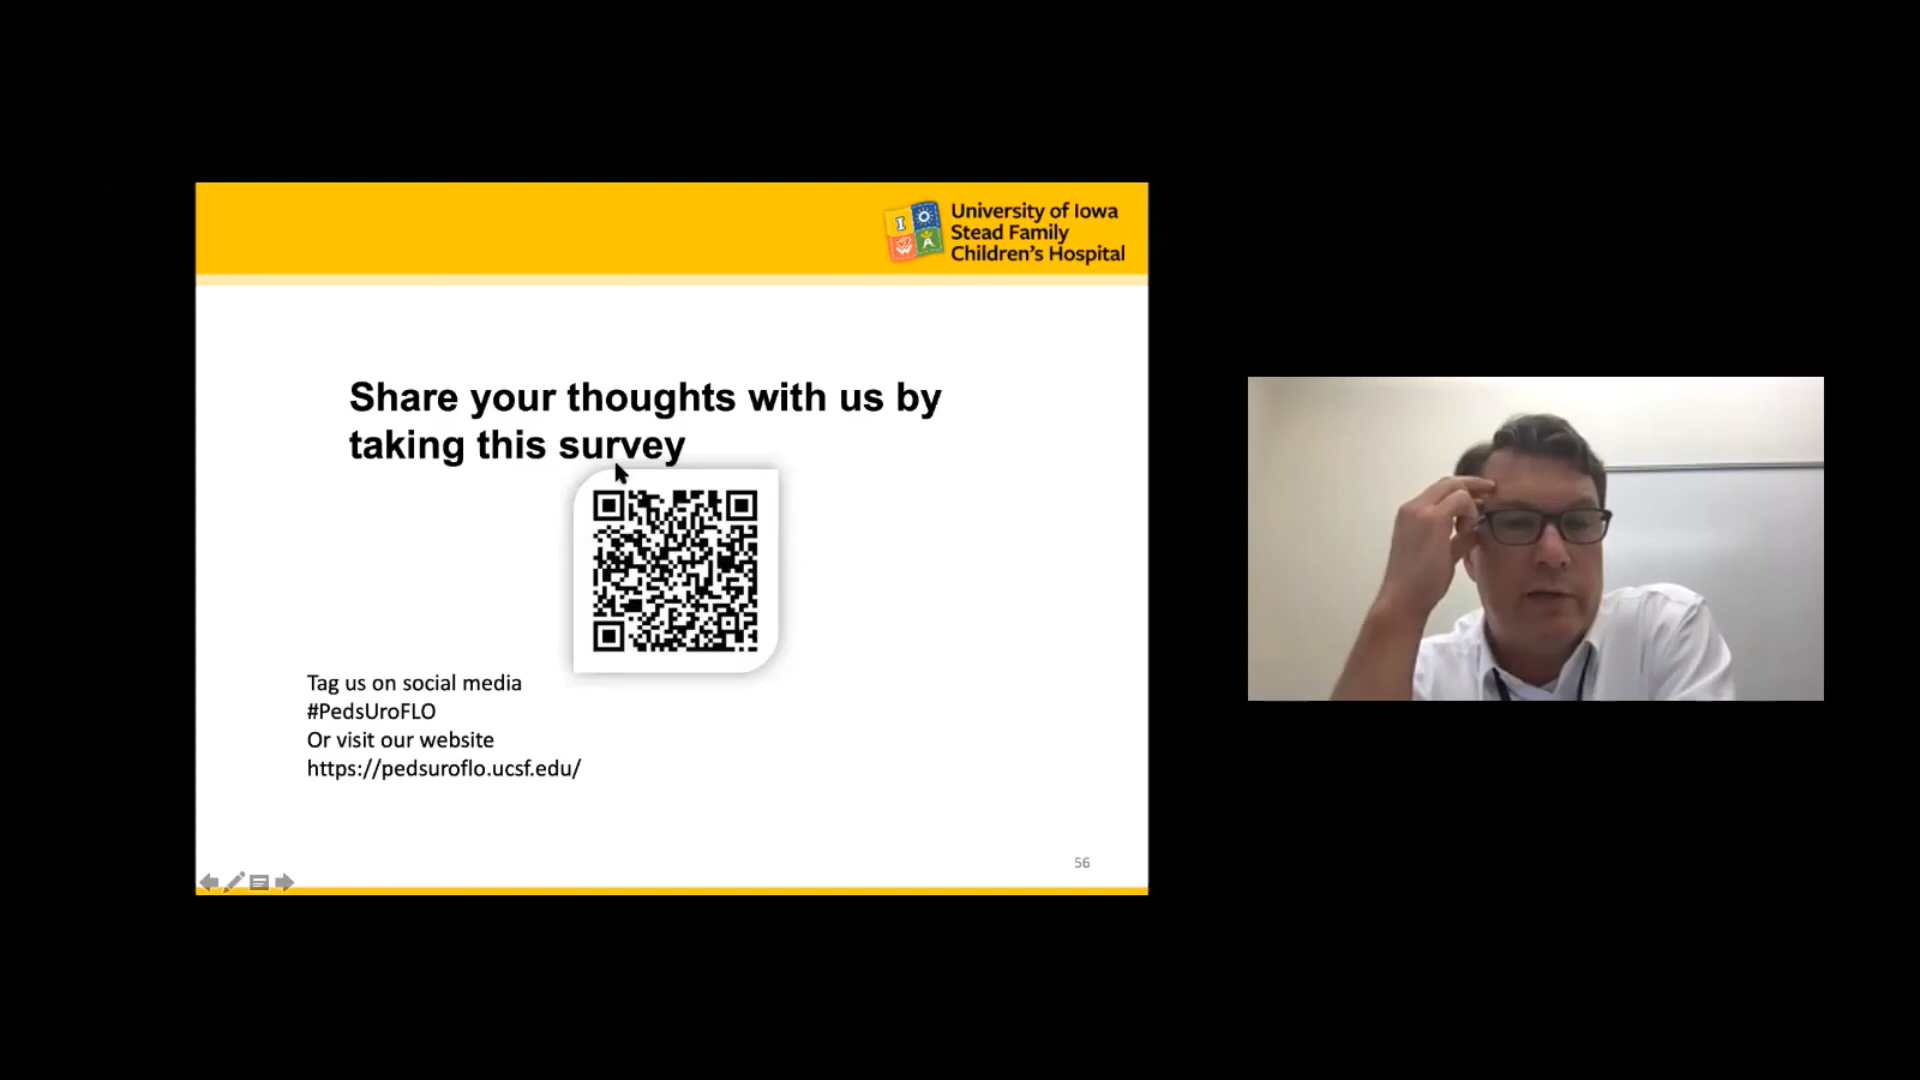 University of Iowa
Stead Family
Children's Hospital
Share your thoughts with us by
taking this survey
Tag us on social media
#PedsUroFLO
Or visit our website
https://pedsuroflo.ucsf.edu/
56